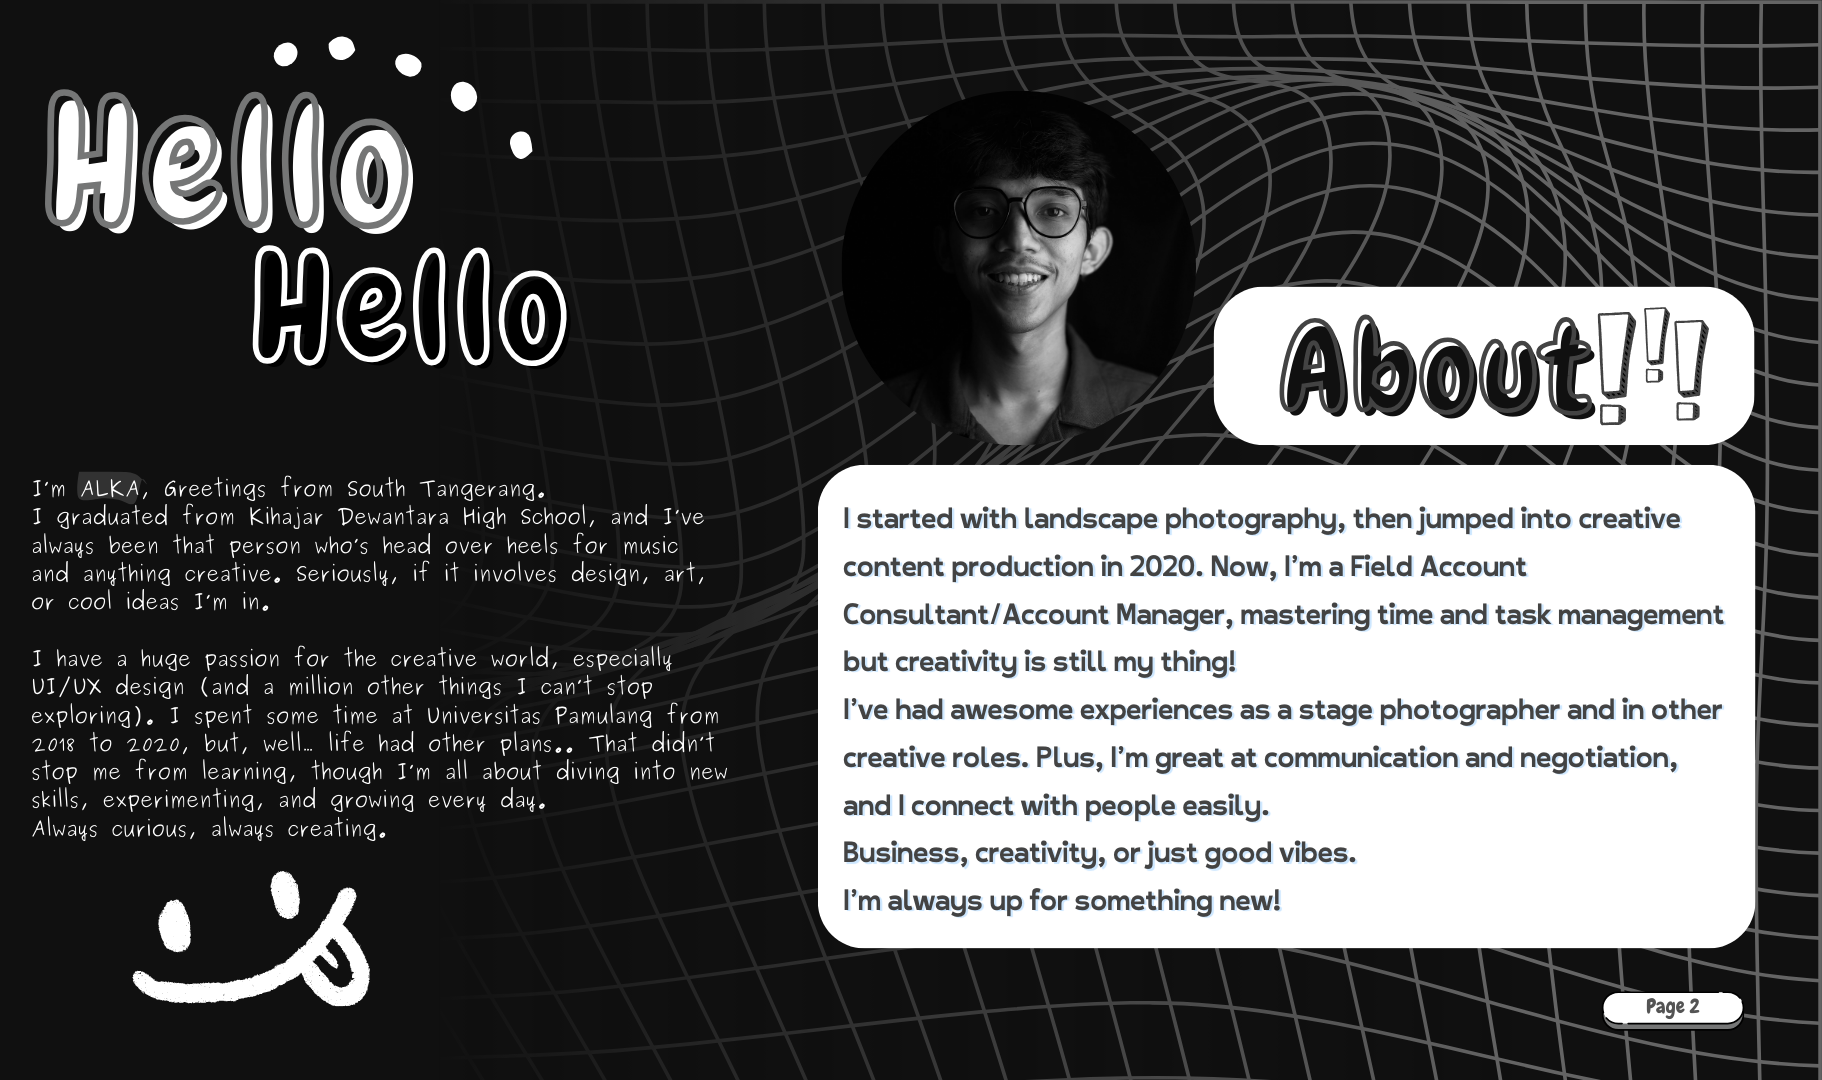 Hello
Hello
I'm ALKA, Greetings from South Tangerang.
I graduated from Kihajar Dewantara High School, and I've
always been that person who's head over heels for music
and anything creative. Seriously, if it involves design, art,
or cool ideas I'm in.
I have a huge passion for the creative world, especially
UI/UX design (and a million other things I can't stop
exploring). I spent some time at Universitas Pamulang from
2018 to 2020, but, well… life had other plans.. That didn't
stop me from learning, though I'm all about diving into new
skills, experimenting, and growing every day.
Always curious, always creating.
About!!!
I started with landscape photography, then jumped into creative
content production in 2020. Now, I'm a Field Account
Consultant/Account Manager, mastering time and task management
but creativity is still my thing!
I've had awesome experiences as a stage photographer and in other
creative roles. Plus, I'm great at communication and negotiation,
and I connect with people easily.
Business, creativity, or just good vibes.
I'm always up for something new!
Page 2